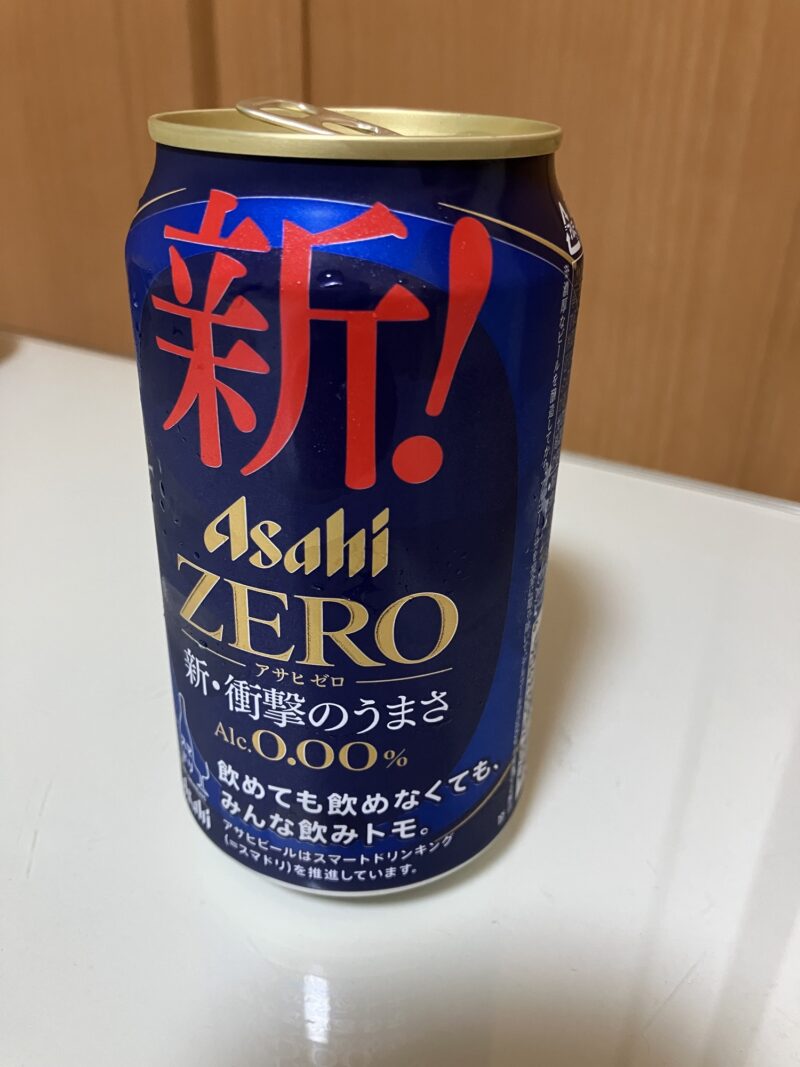 新!
Asahi
ZERO
アサヒ ゼロ
新・衝撃のうまさ
Alc.0.00%
飲めても飲めなくても、
みんな飲みトモ。
アサヒビールはスマートドリンキング
(=スマドリ)を推進しています。